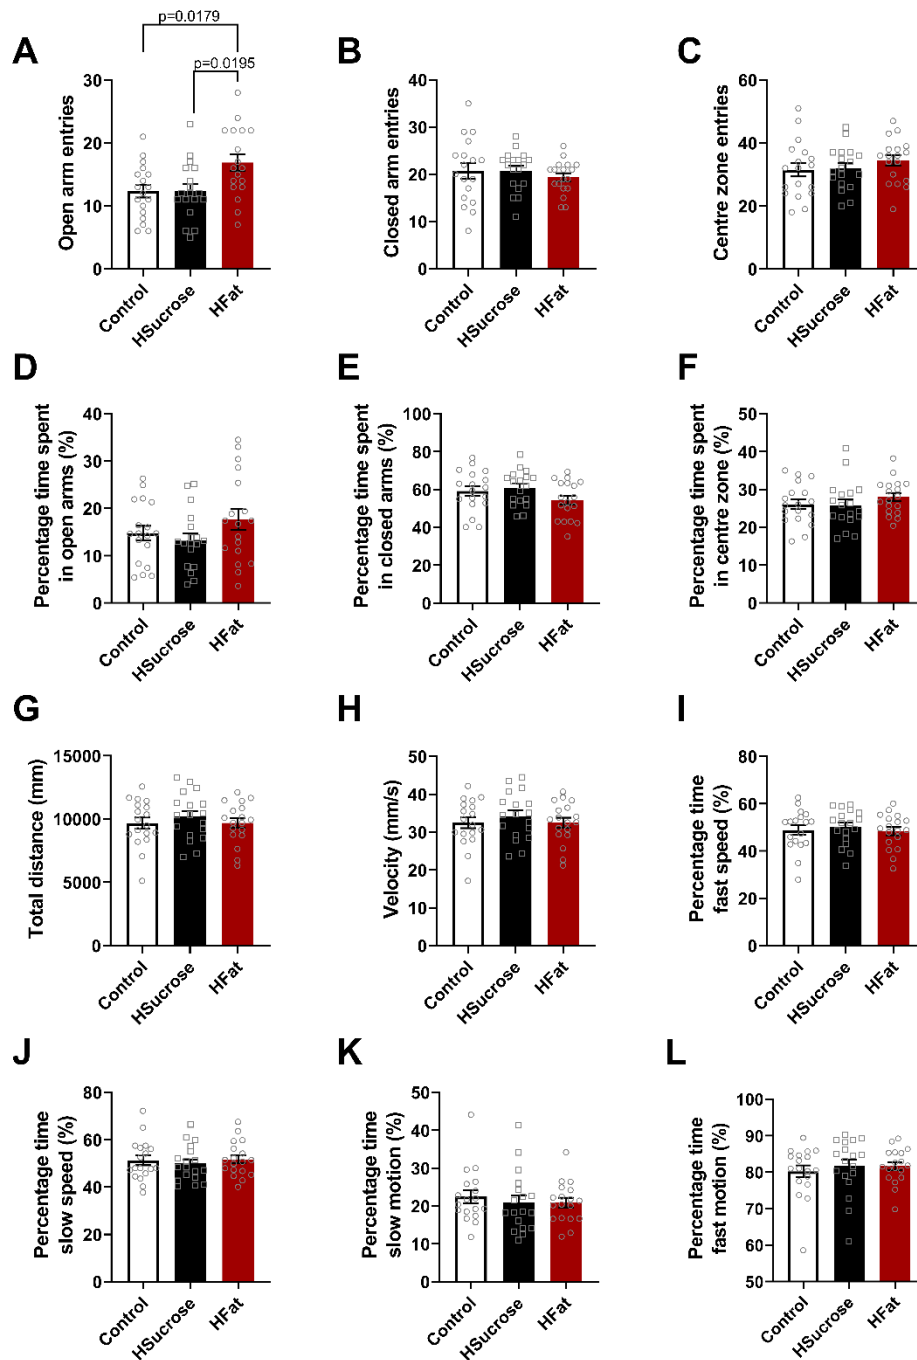 p=0.0179
A
B
C
p=0.0195
Open arm entries
30
20
10
0
Control
HSucrose
HFat
Closed arm entries
40
30
20
10
0
Control
HSucrose
HFat
Centre zone entries
60
40
20
0
Control
HSucrose
HFat
D
E
F
Percentage time spent
in open arms (%)
40
30
20
10
0
Control
HSucrose
HFat
Percentage time spent
in closed arms (%)
100
80
60
40
20
0
Control
HSucrose
HFat
Percentage time spent
in centre zone (%)
50
40
30
20
10
0
Control
HSucrose
HFat
G
H
I
Total distance (mm)
15000
10000
5000
0
Control
HSucrose
HFat
Velocity (mm/s)
50
40
30
20
10
0
Control
HSucrose
HFat
Percentage time
fast speed (%)
80
60
40
20
0
Control
HSucrose
HFat
J
K
L
Percentage time
slow speed (%)
80
60
40
20
0
Control
HSucrose
HFat
Percentage time
slow motion (%)
50
40
30
20
10
0
Control
HSucrose
HFat
Percentage time
fast motion (%)
100
90
80
70
60
50
Control
HSucrose
HFat